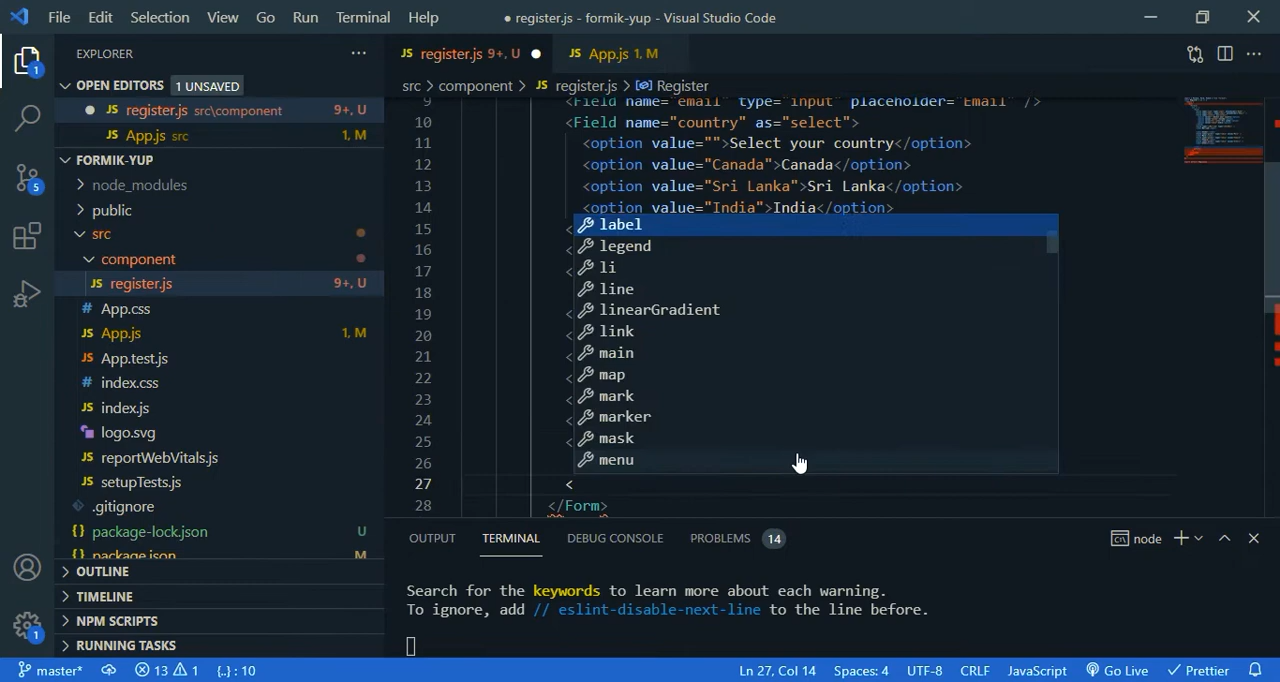 File Edit Selection View Go Run Terminal Help ● register.js - formik-yup - Visual Studio Code
EXPLORER ···
JS register.js 9+, U ● JS App.js 1, M
1
OPEN EDITORS 1 UNSAVED
src > component > JS register.js > Register
● JS register.js src\component 9+, U
JS App.js src 1, M
FORMIK-YUP
node_modules
5
public
src
component
JS register.js 9+, U
# App.css
JS App.js 1, M
JS App.test.js
# index.css
JS index.js
logo.svg
JS reportWebVitals.js
JS setupTests.js
.gitignore
{} package-lock.json U
{} package.json M
OUTLINE
TIMELINE
NPM SCRIPTS
RUNNING TASKS
1
9 <Field name="email" type="input" placeholder="Email" />
10 <Field name="country" as="select">
11 <option value="">Select your country</option>
12 <option value="Canada">Canada</option>
13 <option value="Sri Lanka">Sri Lanka</option>
14 <option value="India">India</option>
15 < label
16 < legend
17 < li
18 line
19 < linearGradient
20 < link
21 < main
22 < map
23 < mark
24 < marker
25 < mask
26 menu
27 <
28 </Form>
OUTPUT TERMINAL DEBUG CONSOLE PROBLEMS 14 node
Search for the keywords to learn more about each warning.
To ignore, add // eslint-disable-next-line to the line before.
master* 13 1 {..} : 10 Ln 27, Col 14 Spaces: 4 UTF-8 CRLF JavaScript Go Live Prettier